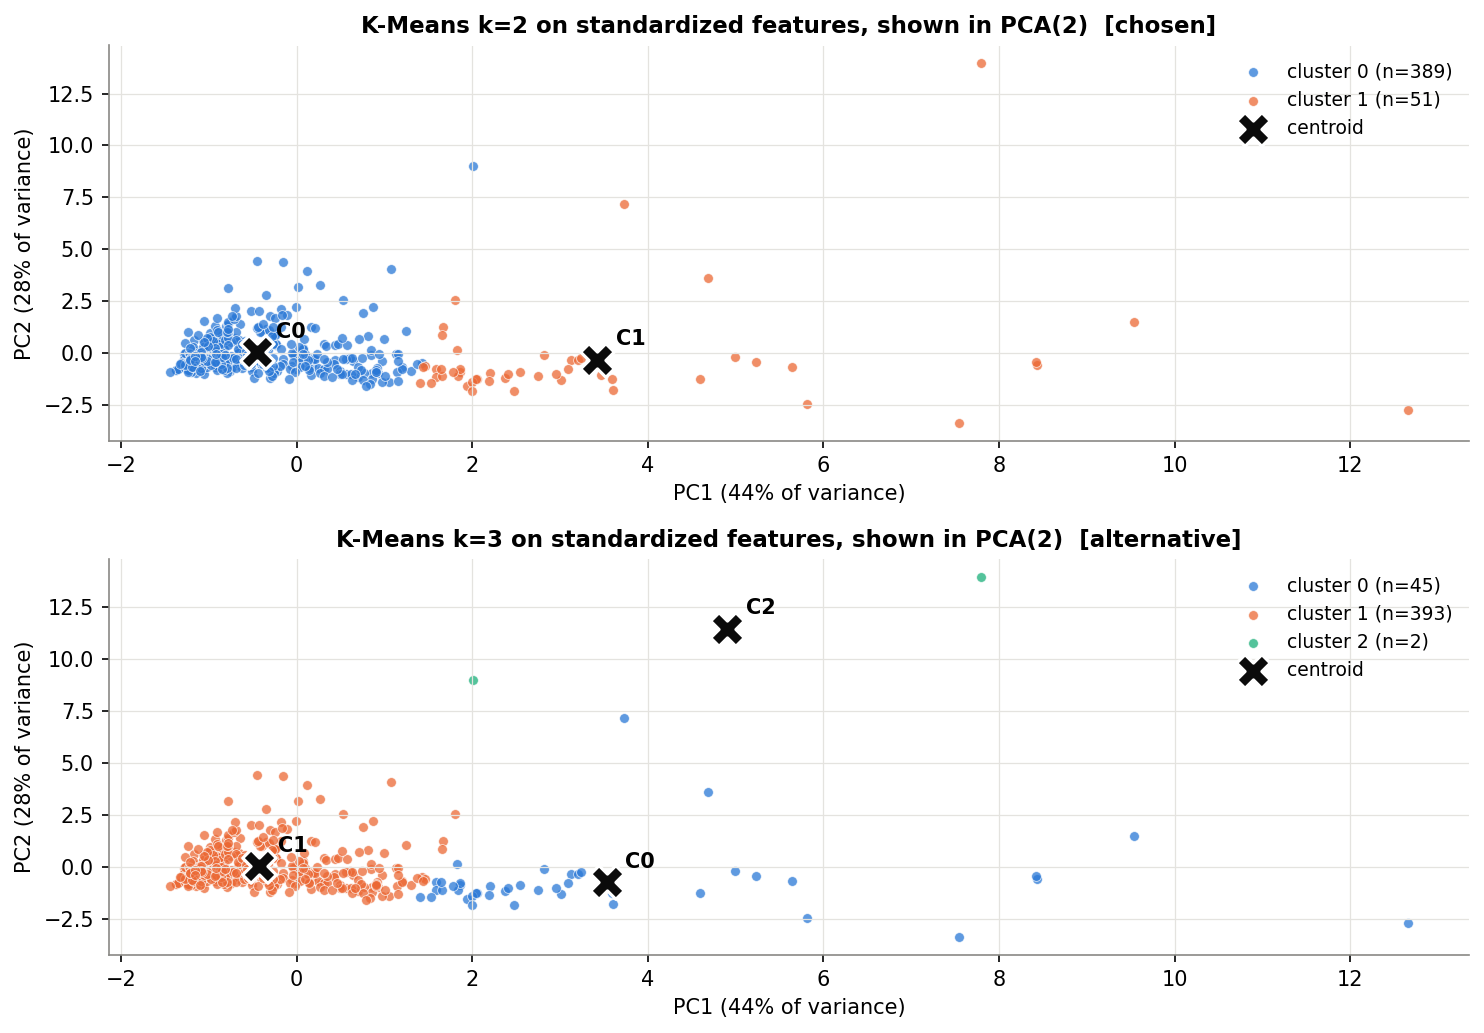 K-Means k=2 on standardized features, shown in PCA(2)  [chosen]
cluster 0 (n=389)
cluster 1 (n=51)
centroid
C0
C1
12.5
10.0
7.5
5.0
2.5
0.0
−2.5
PC2 (28% of variance)
−2 0 2 4 6 8 10 12
PC1 (44% of variance)
K-Means k=3 on standardized features, shown in PCA(2)  [alternative]
cluster 0 (n=45)
cluster 1 (n=393)
cluster 2 (n=2)
centroid
C2
C1
C0
12.5
10.0
7.5
5.0
2.5
0.0
−2.5
PC2 (28% of variance)
−2 0 2 4 6 8 10 12
PC1 (44% of variance)